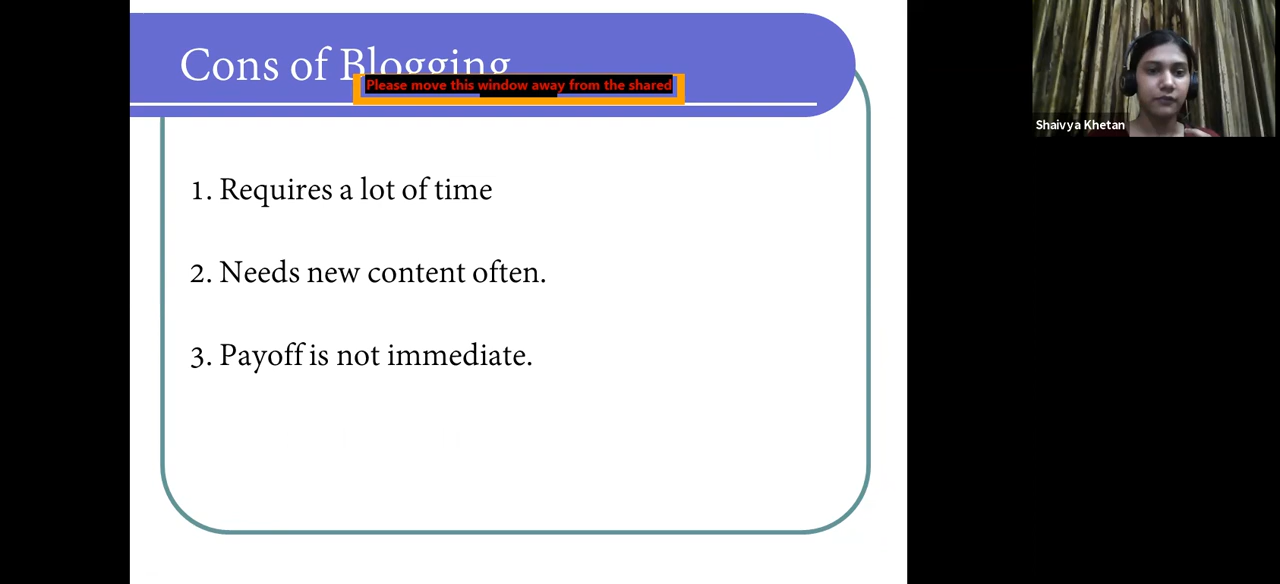 Cons of Blogging
Please move this window away from the shared
Shaivya Khetan
1. Requires a lot of time
2. Needs new content often.
3. Payoff is not immediate.